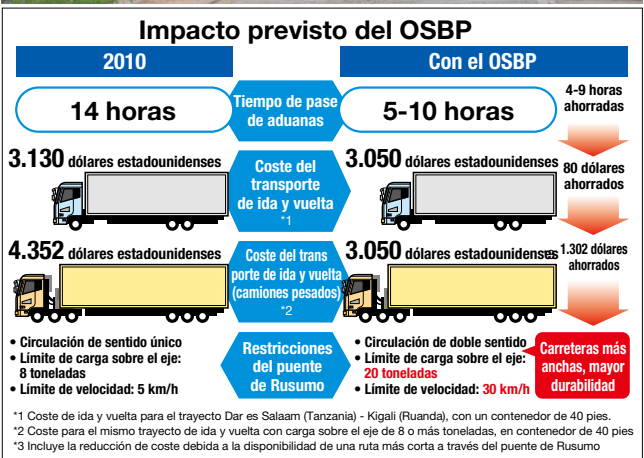 Impacto previsto del OSBP
2010
Con el OSBP
14 horas
Tiempo de pase
de aduanas
5-10 horas
4-9 horas
ahorradas
3.130 dólares estadounidenses
Coste del
transporte
de ida y vuelta
*1
3.050 dólares estadounidenses
80 dólares
ahorrados
4.352 dólares estadounidenses
Coste del trans
porte de ida y vuelta
(camiones pesados)
*2
3.050 dólares estadounidenses
1.302 dólares
ahorrados
• Circulación de sentido único
• Límite de carga sobre el eje:
8 toneladas
• Límite de velocidad: 5 km/h
Restricciones
del puente
de Rusumo
• Circulación de doble sentido
• Límite de carga sobre el eje:
20 toneladas
• Límite de velocidad: 30 km/h
Carreteras más
anchas, mayor
durabilidad
*1 Coste de ida y vuelta para el trayecto Dar es Salaam (Tanzania) - Kigali (Ruanda), con un contenedor de 40 pies.
*2 Coste para el mismo trayecto de ida y vuelta con carga sobre el eje de 8 o más toneladas, en contenedor de 40 pies
*3 Incluye la reducción de coste debida a la disponibilidad de una ruta más corta a través del puente de Rusumo